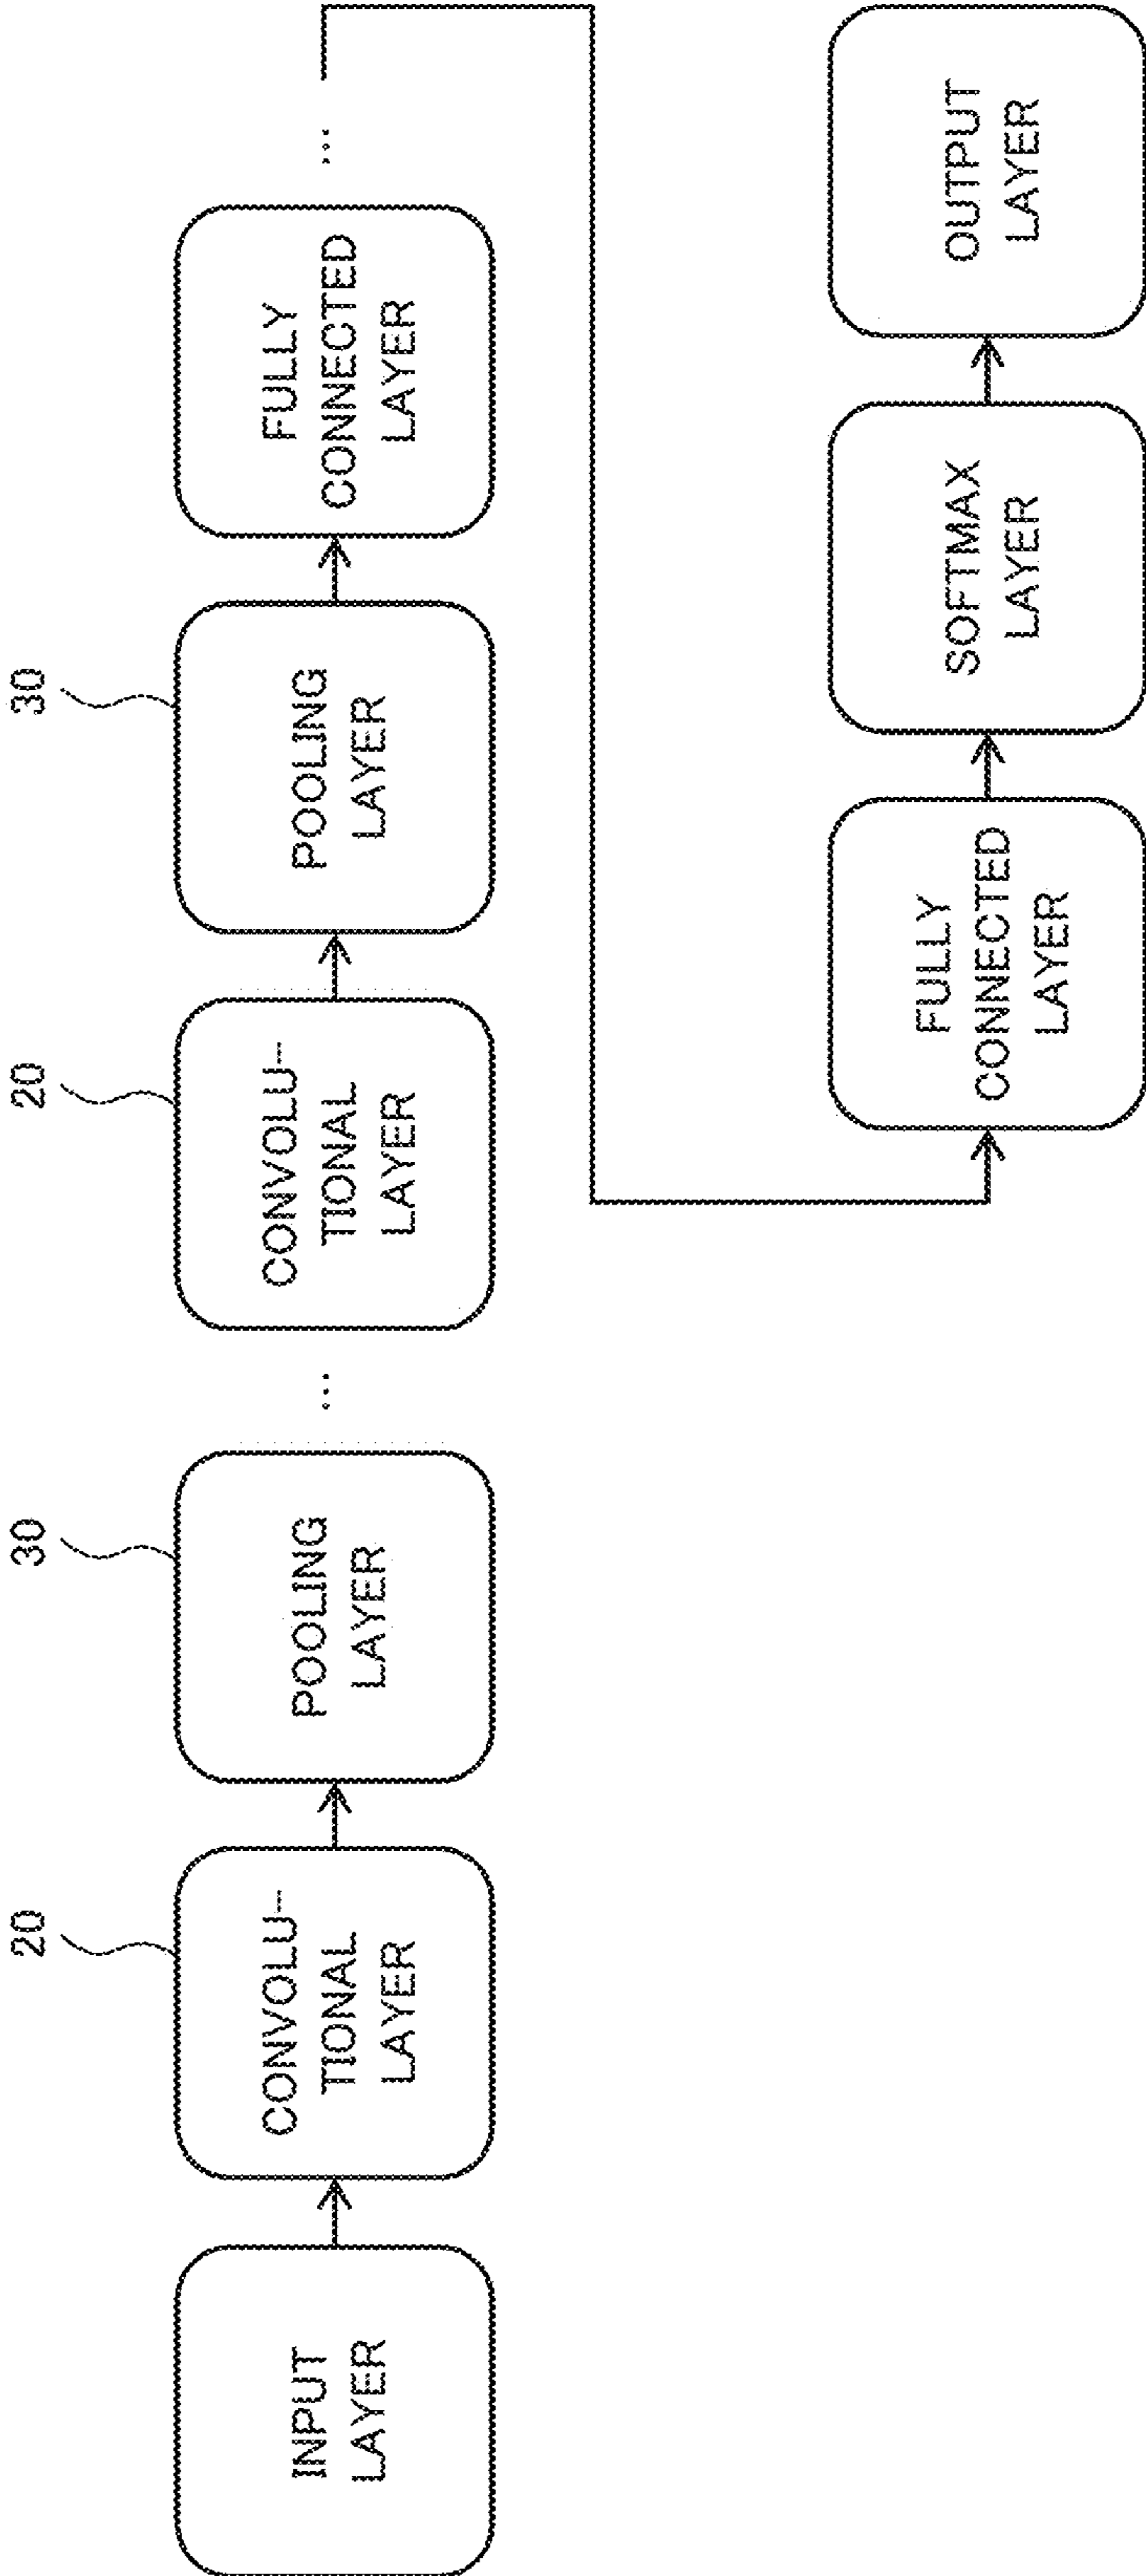 20
30
20
30
INPUT
LAYER
CONVOLU-
TIONAL
LAYER
POOLING
LAYER
...
CONVOLU-
TIONAL
LAYER
POOLING
LAYER
FULLY
CONNECTED
LAYER
...
FULLY
CONNECTED
LAYER
SOFTMAX
LAYER
OUTPUT
LAYER